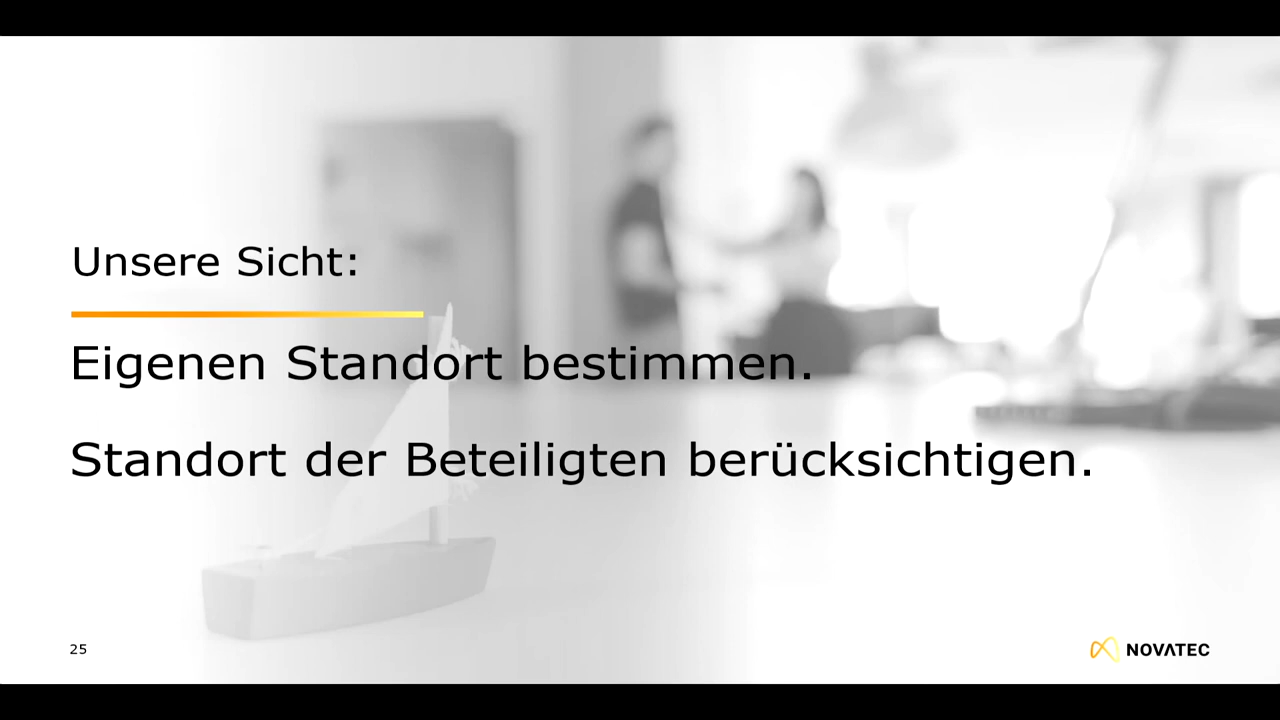 Unsere Sicht:
Eigenen Standort bestimmen.
Standort der Beteiligten berücksichtigen.
25
NOVATEC